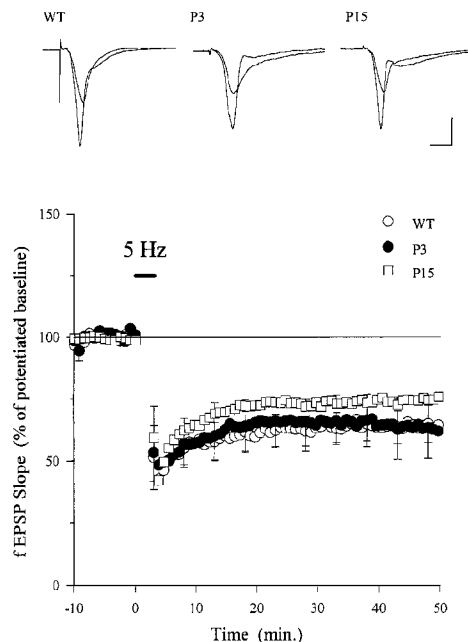 WT P3 P15
150
100
50
0
5 Hz
WT
P3
P15
fEPSP Slope (% of potentiated baseline)
-10 0 10 20 30 40 50
Time (min.)